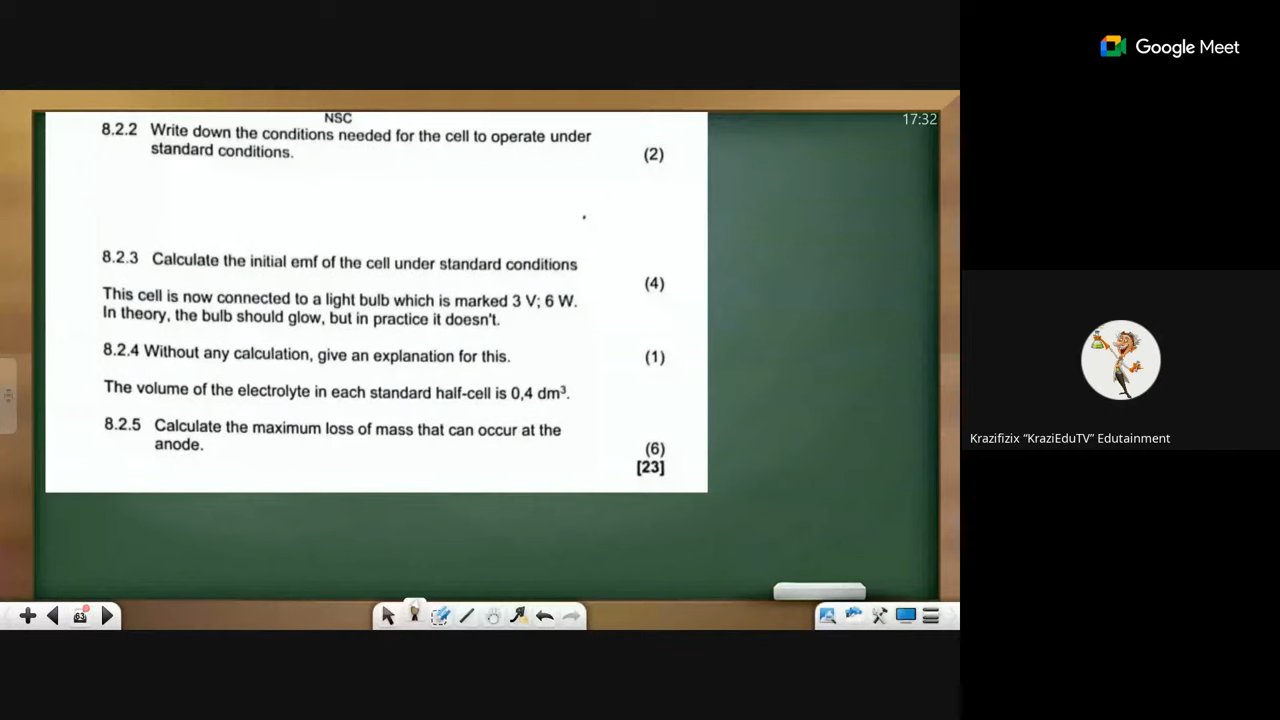 Google Meet
17:32
NSC
8.2.2 Write down the conditions needed for the cell to operate under
standard conditions.
(2)
8.2.3 Calculate the initial emf of the cell under standard conditions
(4)
This cell is now connected to a light bulb which is marked 3 V; 6 W.
In theory, the bulb should glow, but in practice it doesn't.
8.2.4 Without any calculation, give an explanation for this. (1)
The volume of the electrolyte in each standard half-cell is 0,4 dm³.
8.2.5 Calculate the maximum loss of mass that can occur at the
anode.
(6)
[23]
Krazifizix “KraziEduTV” Edutainment
63